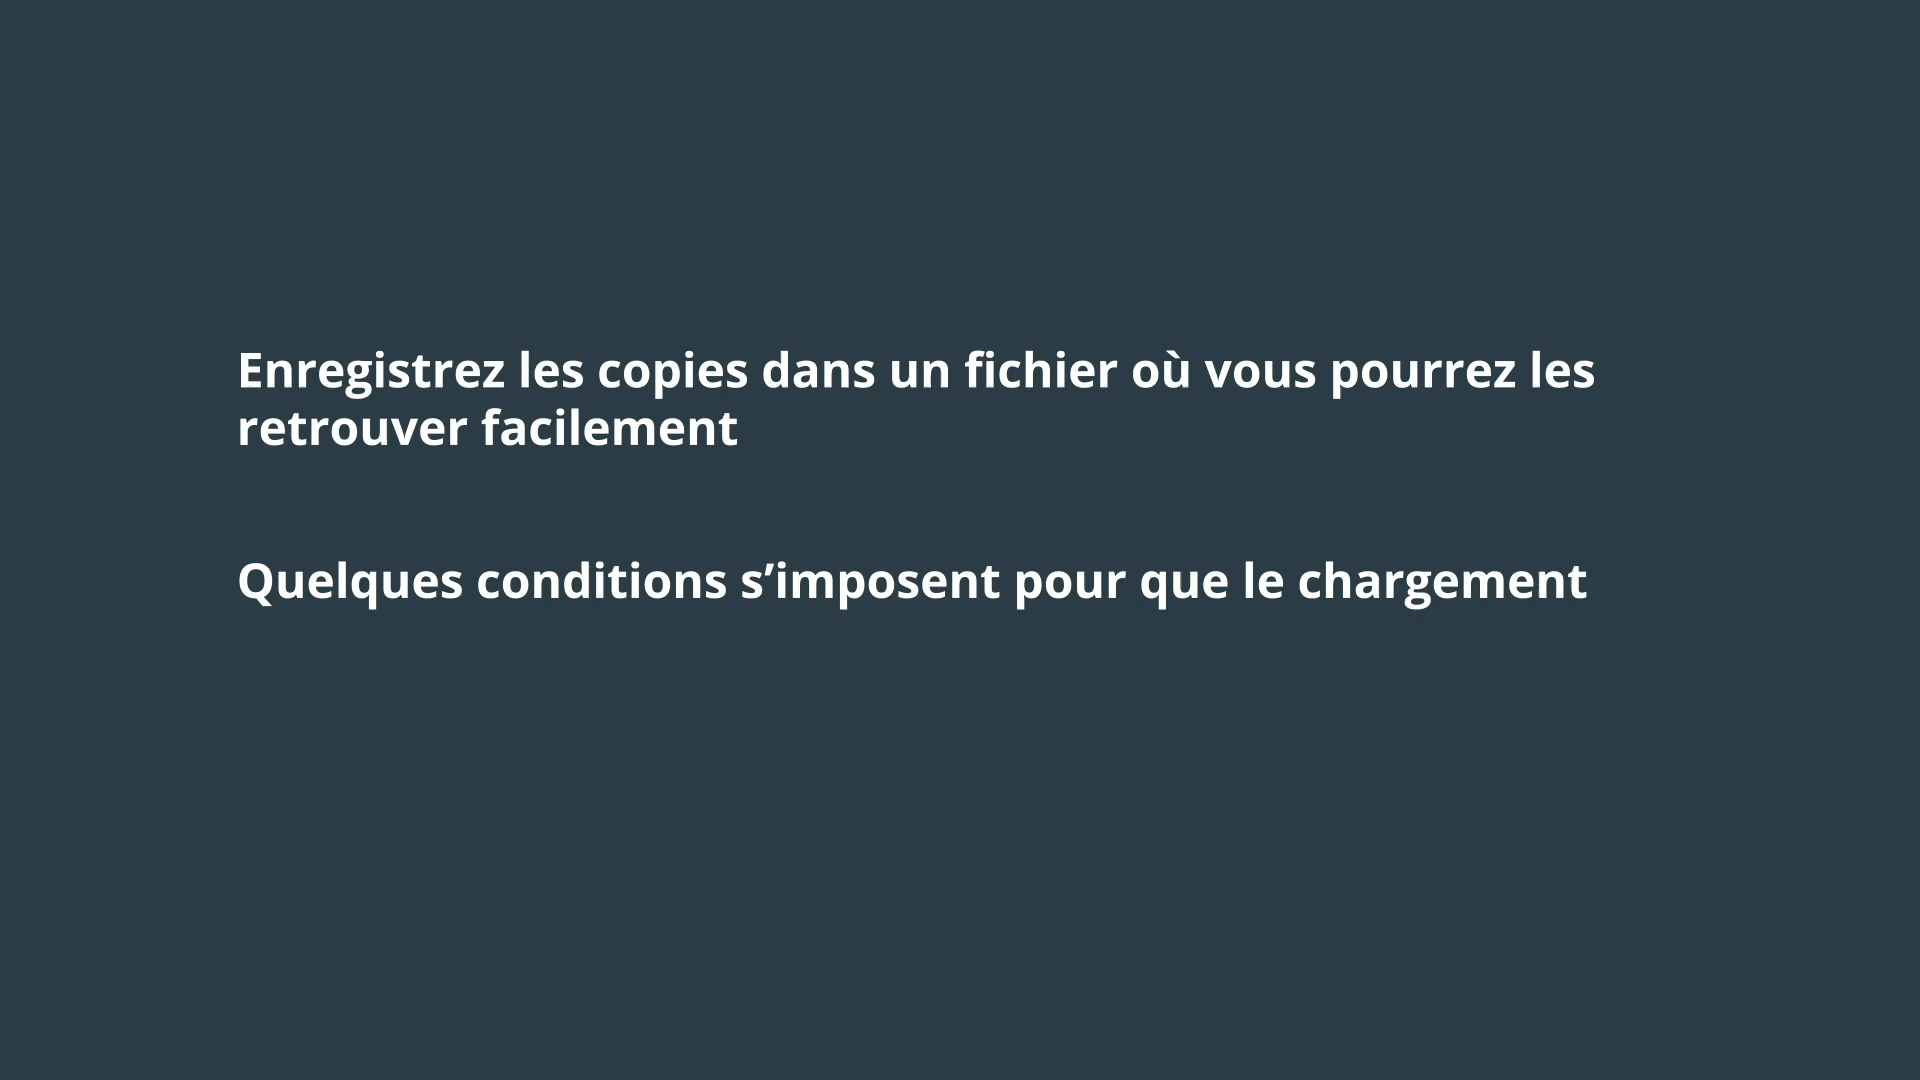 Enregistrez les copies dans un fichier où vous pourrez les
retrouver facilement
Quelques conditions s’imposent pour que le chargement